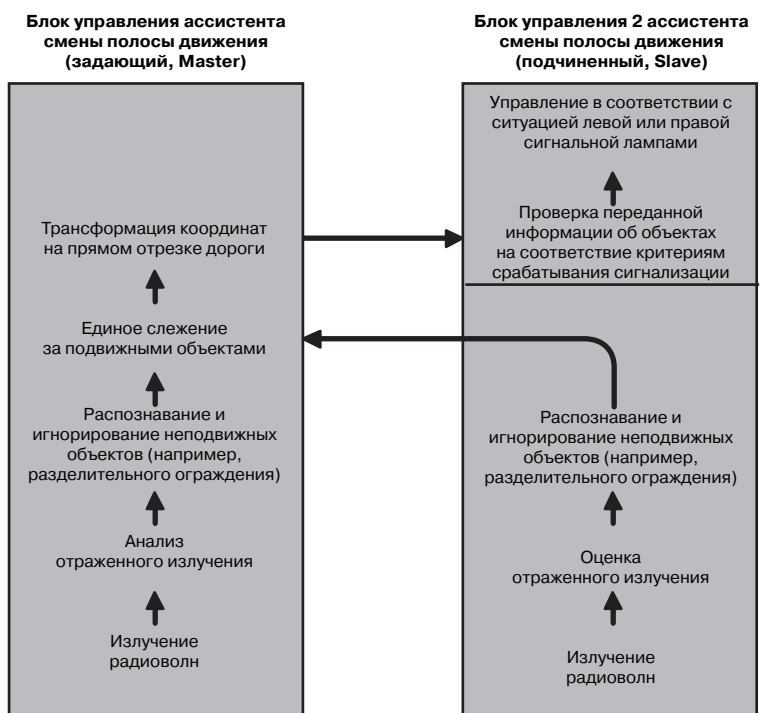 Блок управления ассистента
смены полосы движения
(задающий, Master)
Трансформация координат
на прямом отрезке дороги
Единое слежение
за подвижными объектами
Распознавание и
игнорирование неподвижных
объектов (например,
разделительного ограждения)
Анализ
отраженного излучения
Излучение
радиоволн
Блок управления 2 ассистента
смены полосы движения
(подчиненный, Slave)
Управление в соответствии с
ситуацией левой или правой
сигнальной лампами
Проверка переданной
информации об объектах
на соответствие критериям
срабатывания сигнализации
Распознавание и
игнорирование неподвижных
объектов (например,
разделительного ограждения)
Оценка
отраженного излучения
Излучение
радиоволн